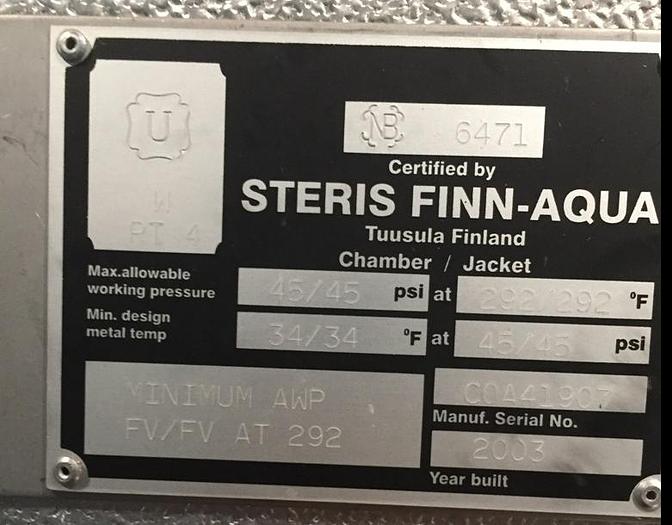 U
W
PT 4
NB 6471
Certified by
STERIS FINN-AQUA
Tuusula Finland
Chamber / Jacket
Max.allowable
working pressure
45/45 psi at 292/292 °F
Min. design
metal temp
34/34 °F at 45/45 psi
MINIMUM AWP
FV/FV AT 292
COA41907
Manuf. Serial No.
2003
Year built